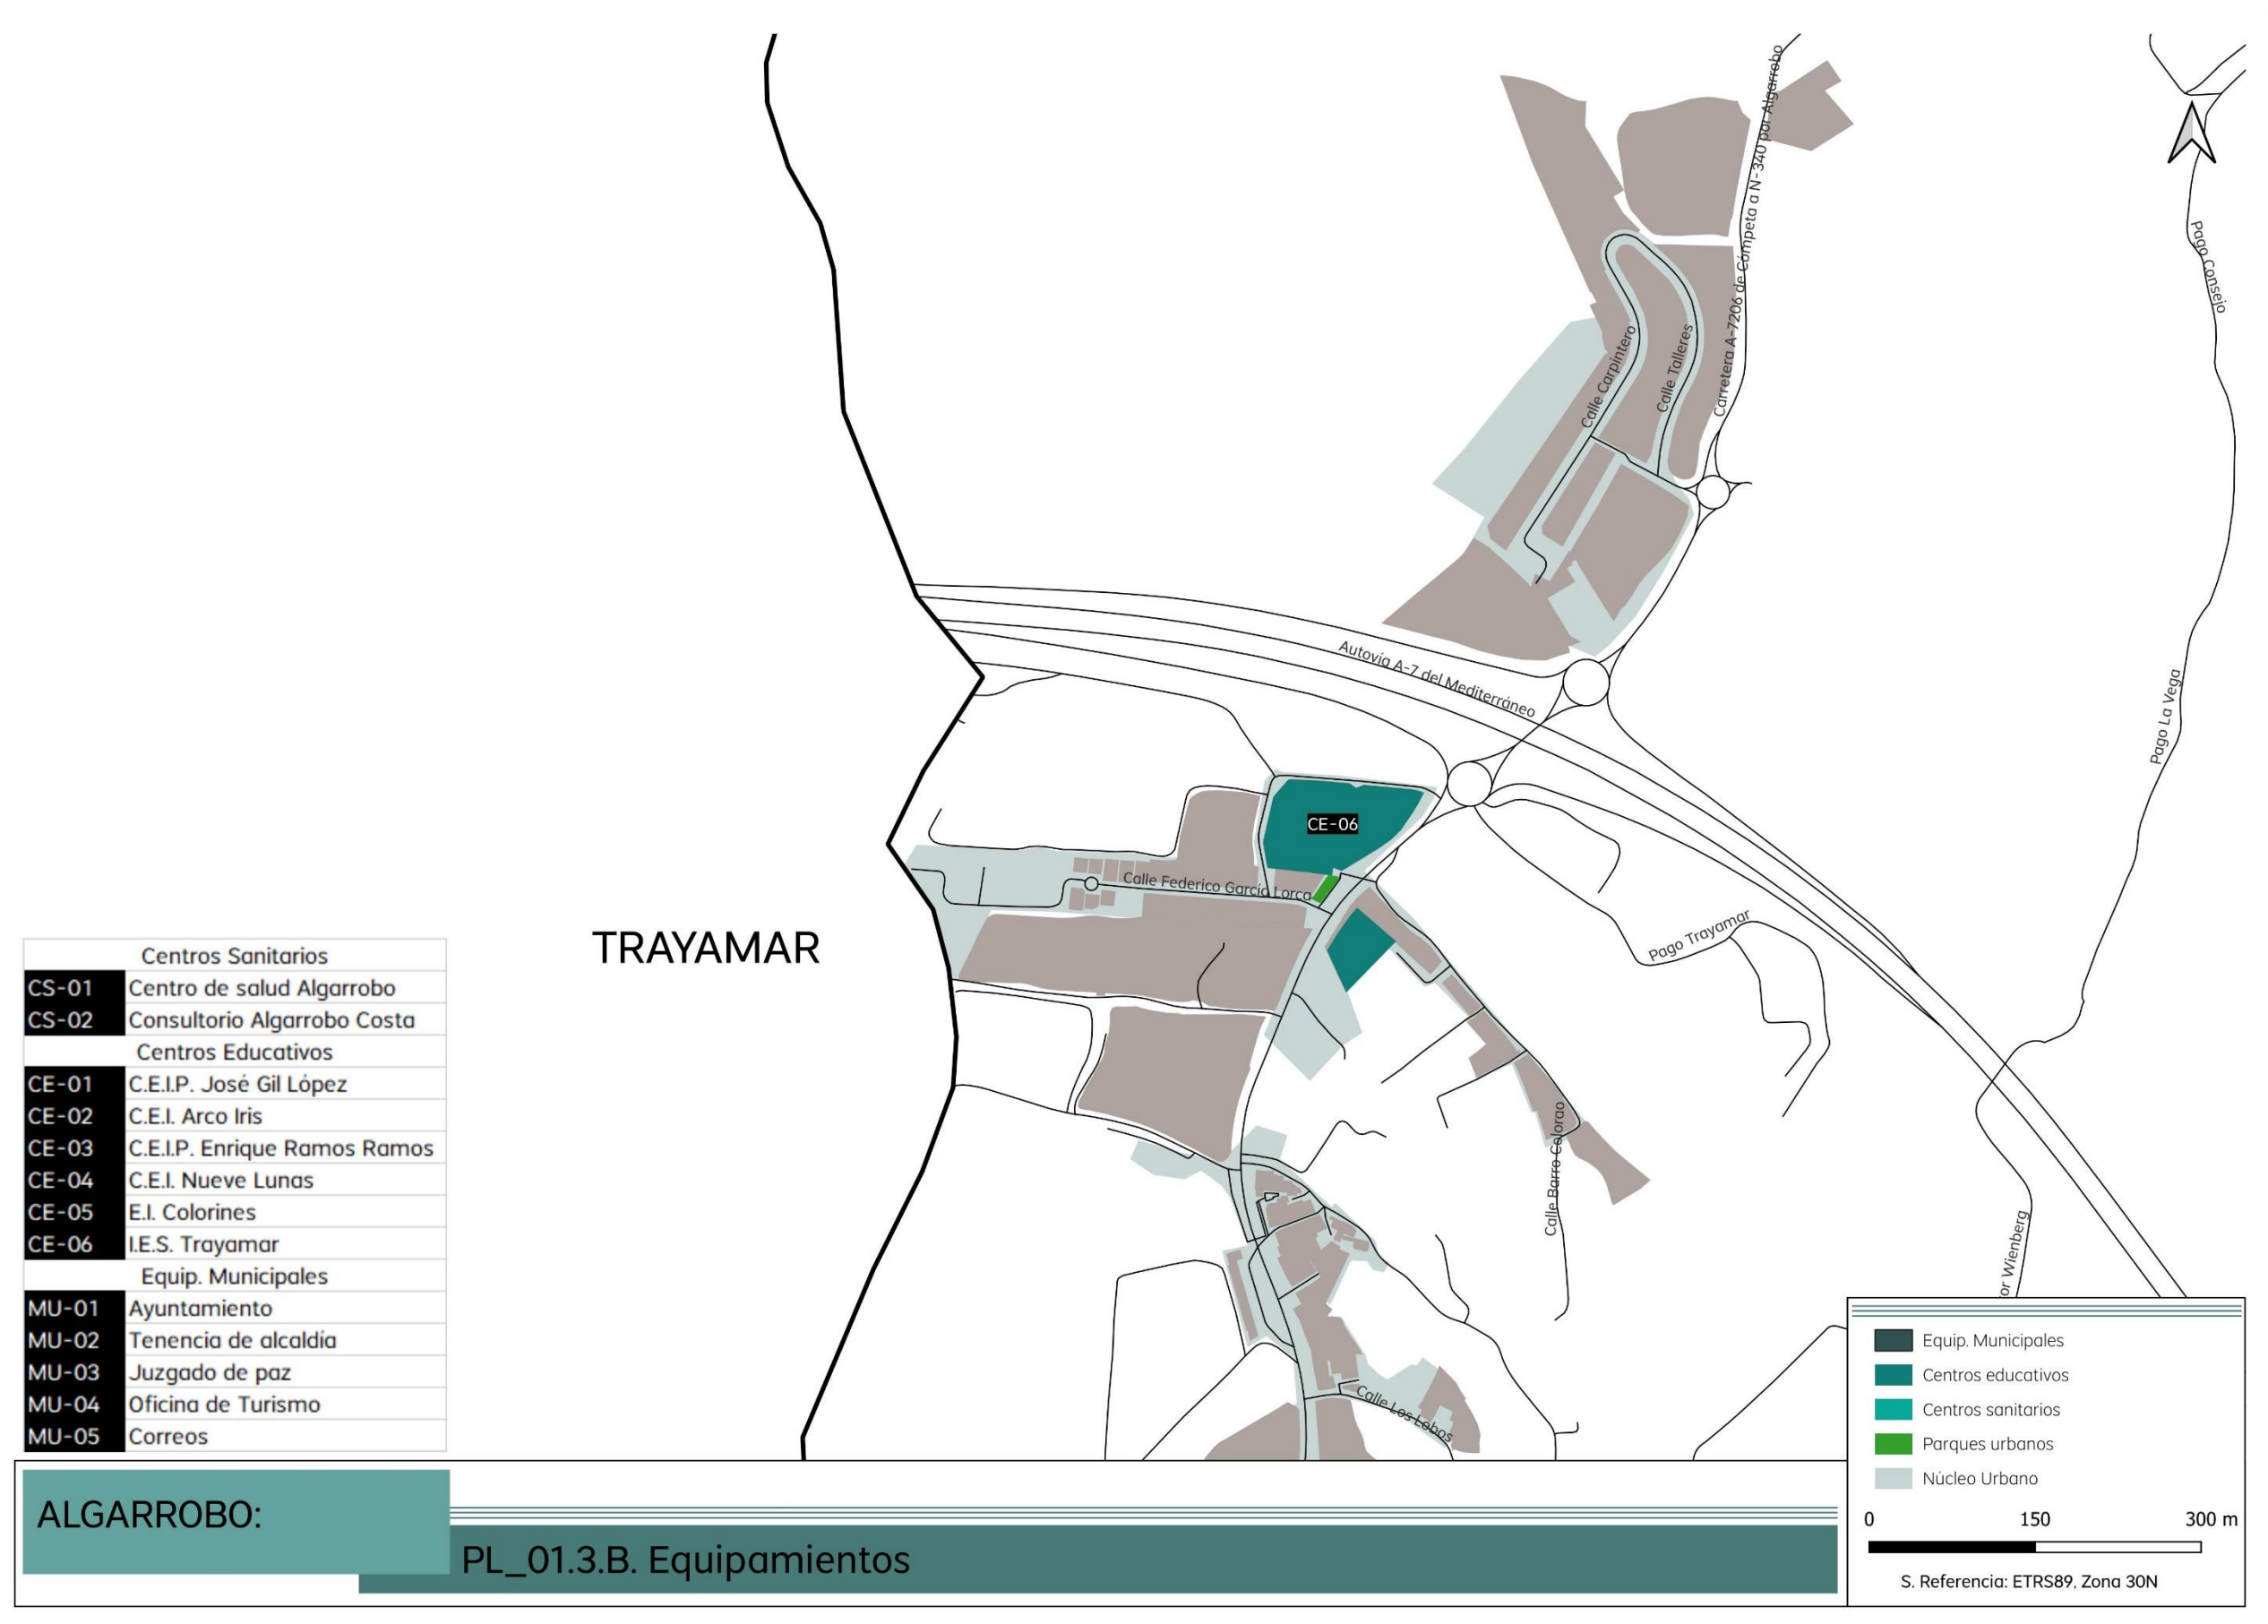 Carretera A-7206 de Cómpeta a N-340 por Algarrobo
Pago Consejo
Calle Carpintero
Calle Talleres
Autovía A-7 del Mediterráneo
Pago La Vega
CE-06
Calle Federico García Lorca
Pago Trayamar
TRAYAMAR
Calle Barro Colorao
or Wienberg
Calle Los Lobos
Centros Sanitarios
CS-01 Centro de salud Algarrobo
CS-02 Consultorio Algarrobo Costa
Centros Educativos
CE-01 C.E.I.P. José Gil López
CE-02 C.E.I. Arco Iris
CE-03 C.E.I.P. Enrique Ramos Ramos
CE-04 C.E.I. Nueve Lunas
CE-05 E.I. Colorines
CE-06 I.E.S. Trayamar
Equip. Municipales
MU-01 Ayuntamiento
MU-02 Tenencia de alcaldía
MU-03 Juzgado de paz
MU-04 Oficina de Turismo
MU-05 Correos
Equip. Municipales
Centros educativos
Centros sanitarios
Parques urbanos
Núcleo Urbano
0 150 300 m
S. Referencia: ETRS89, Zona 30N
ALGARROBO:
PL_01.3.B. Equipamientos